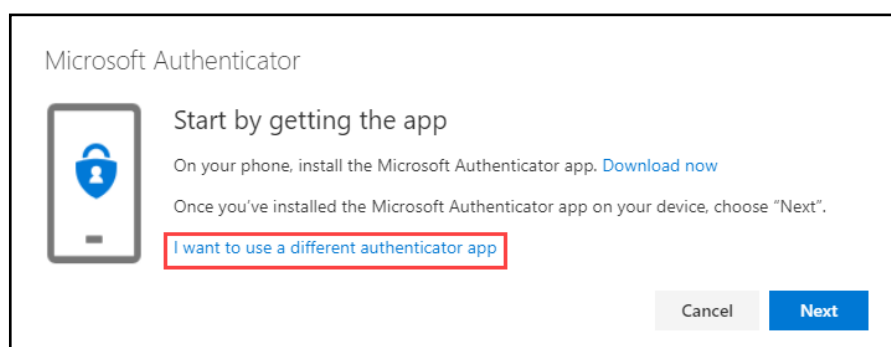 Microsoft Authenticator
Start by getting the app
On your phone, install the Microsoft Authenticator app. Download now
Once you've installed the Microsoft Authenticator app on your device, choose “Next”.
I want to use a different authenticator app
Cancel
Next